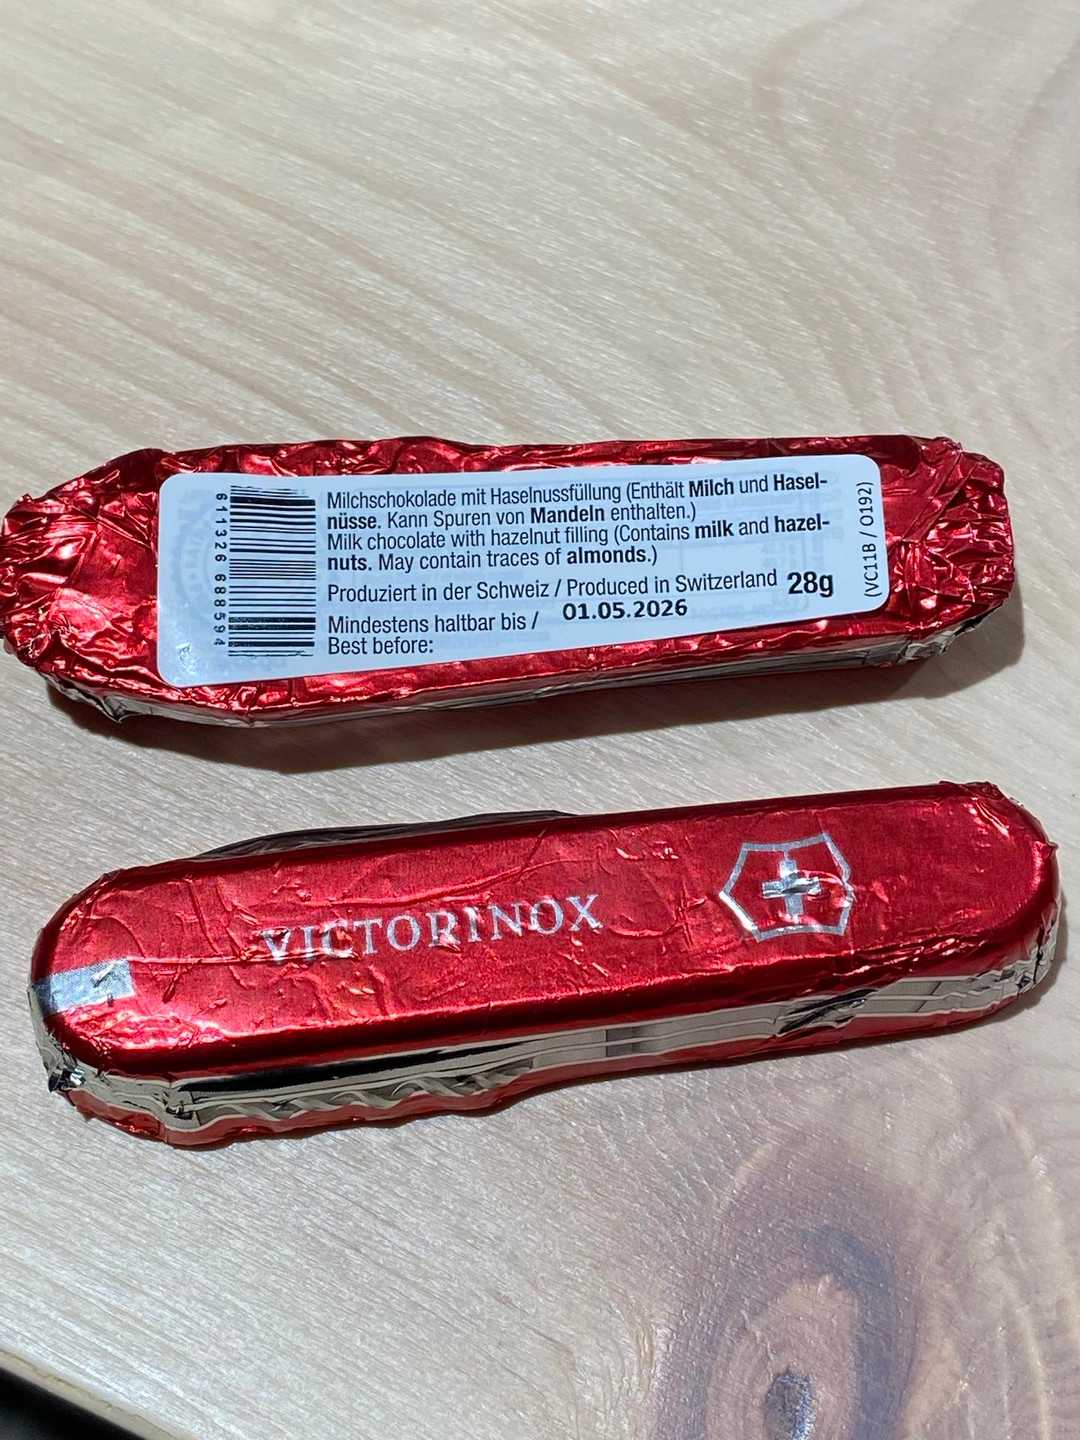 Milchschokolade mit Haselnussfüllung (Enthält Milch und Hasel-
nüsse. Kann Spuren von Mandeln enthalten.)
Milk chocolate with hazelnut filling (Contains milk and hazel-
nuts. May contain traces of almonds.)
Produziert in der Schweiz / Produced in Switzerland 28g
Mindestens haltbar bis / 01.05.2026
Best before:
(VC11B / O192)
611326 688594
VICTORINOX